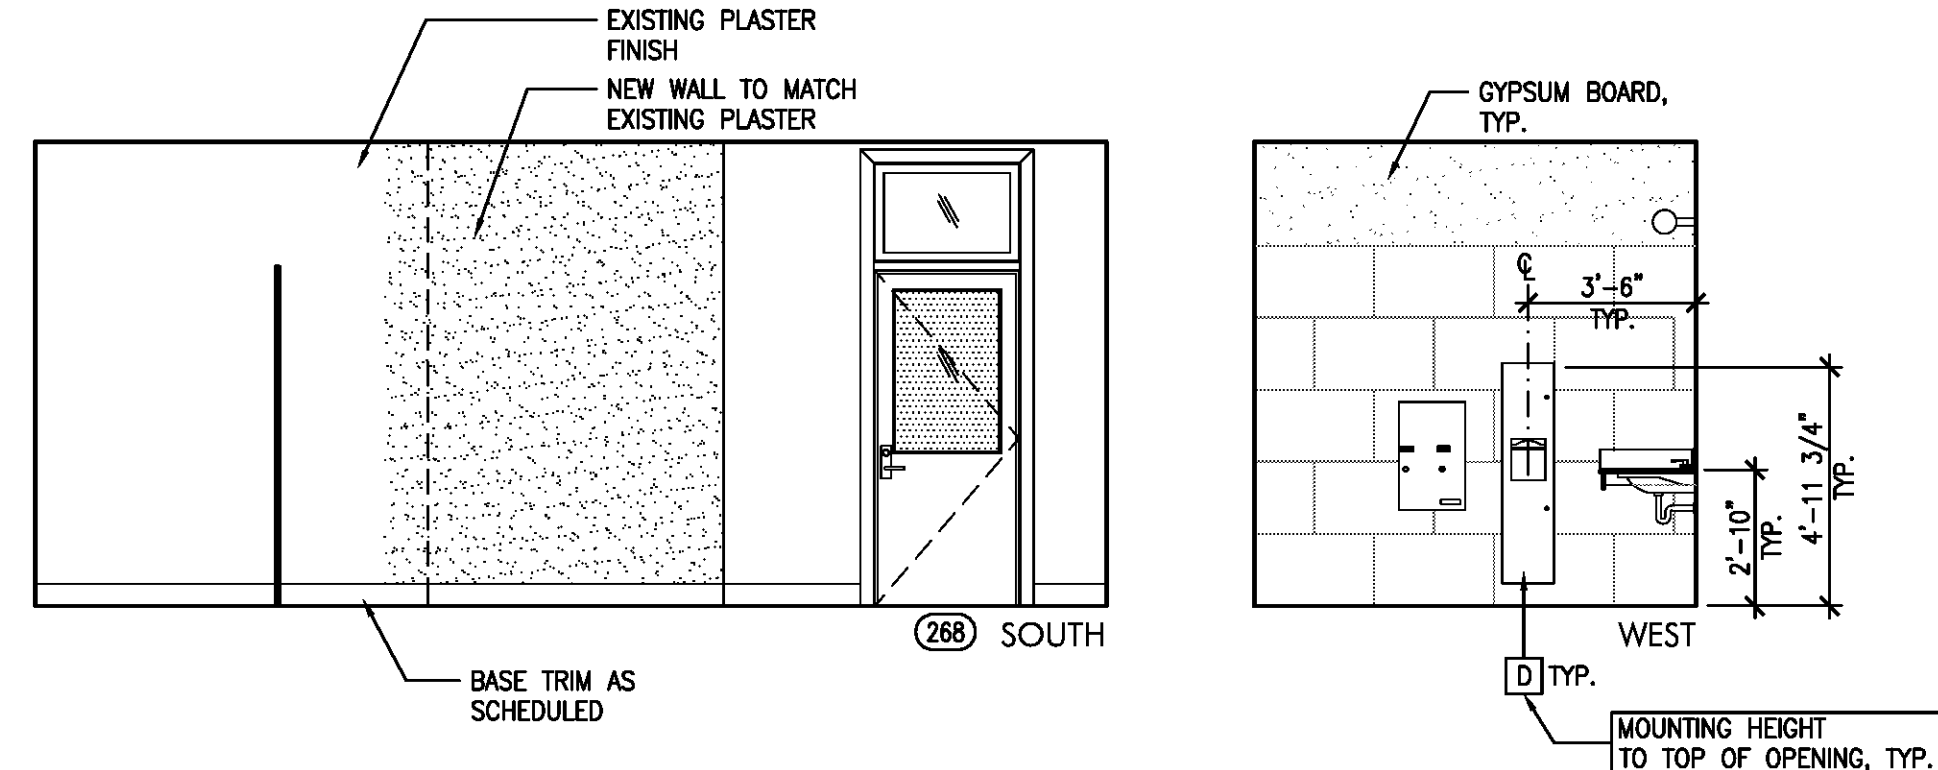 EXISTING PLASTER
FINISH
NEW WALL TO MATCH
EXISTING PLASTER
268 SOUTH
BASE TRIM AS
SCHEDULED
GYPSUM BOARD,
TYP.
℄
3'-6"
TYP.
2'-10"
TYP.
4'-11 3/4"
TYP.
WEST
D TYP.
MOUNTING HEIGHT
TO TOP OF OPENING, TYP.